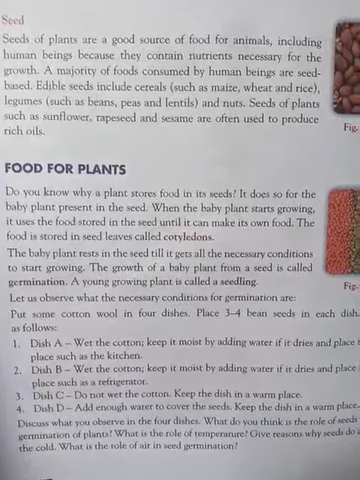 Seed
Seeds of plants are a good source of food for animals, including
human beings because they contain nutrients necessary for the
growth. A majority of foods consumed by human beings are seed-
based. Edible seeds include cereals (such as maize, wheat and rice),
legumes (such as beans, peas and lentils) and nuts. Seeds of plants
such as sunflower, rapeseed and sesame are often used to produce
rich oils.
Fig.
FOOD FOR PLANTS
Do you know why a plant stores food in its seeds? It does so for the
baby plant present in the seed. When the baby plant starts growing,
it uses the food stored in the seed until it can make its own food. The
food is stored in seed leaves called cotyledons.
The baby plant rests in the seed till it gets all the necessary conditions
to start growing. The growth of a baby plant from a seed is called
germination. A young growing plant is called a seedling.
Fig.
Let us observe what the necessary conditions for germination are:
Put some cotton wool in four dishes. Place 3–4 bean seeds in each dish
as follows:
1. Dish A – Wet the cotton; keep it moist by adding water if it dries and place
place such as the kitchen.
2. Dish B – Wet the cotton; keep it moist by adding water if it dries and place
place such as a refrigerator.
3. Dish C – Do not wet the cotton. Keep the dish in a warm place.
4. Dish D – Add enough water to cover the seeds. Keep the dish in a warm place.
Discuss what you observe in the four dishes. What do you think is the role of
germination of plants? What is the role of temperature? Give reasons why seeds do
the cold. What is the role of air in seed germination?